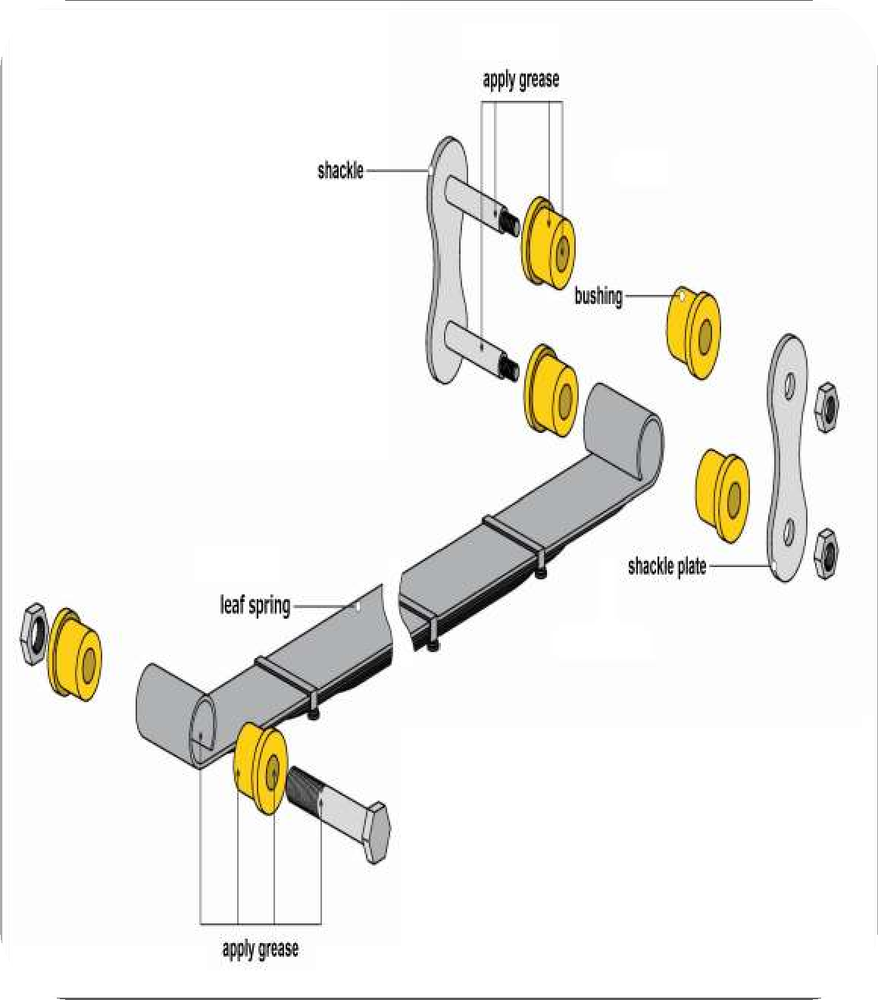 apply grease
shackle
bushing
shackle plate
leaf spring
apply grease